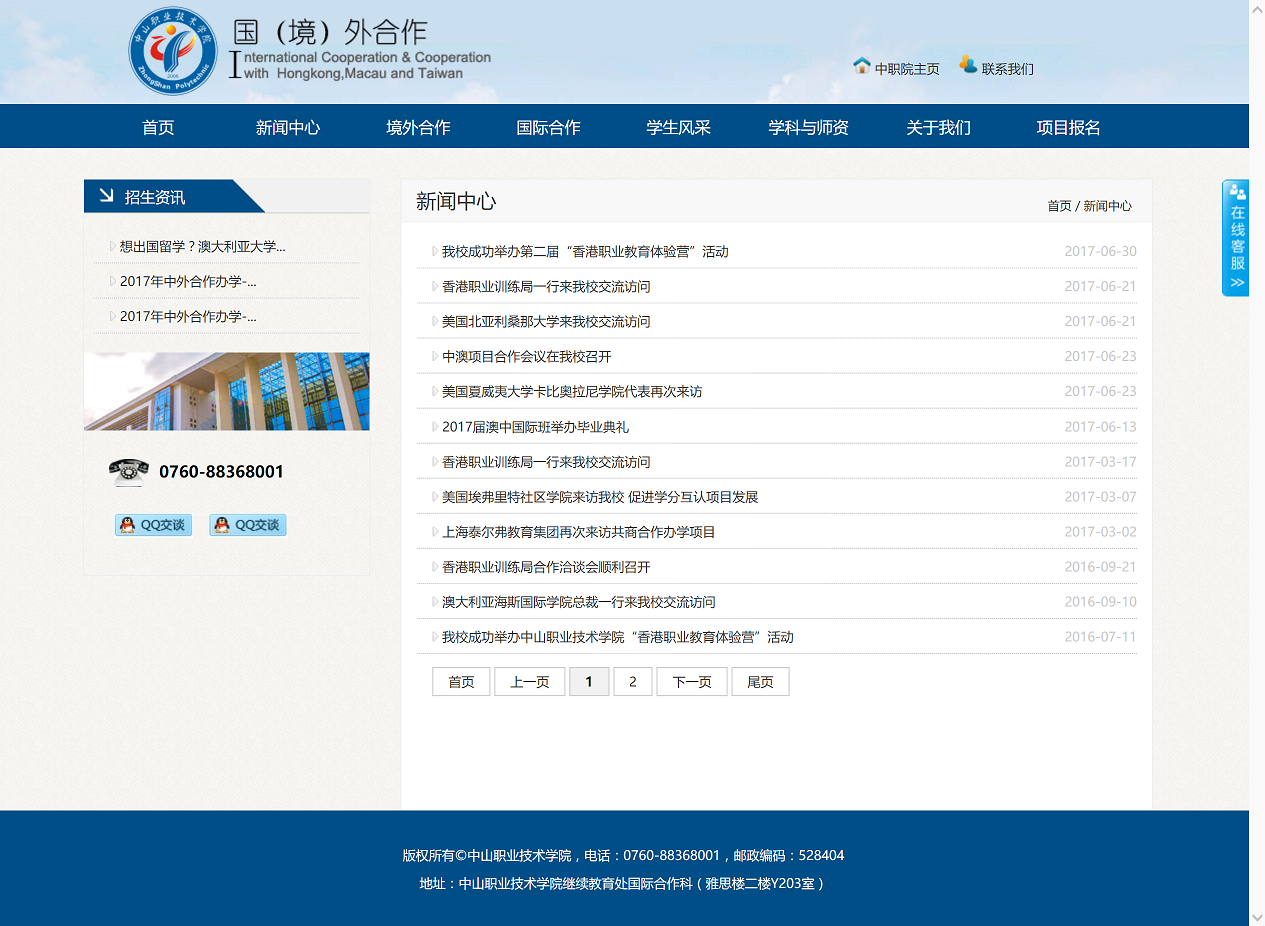 中山职业技术学院
2006
ZhongShan Polytechnic
国（境）外合作
International Cooperation & Cooperation
with Hongkong,Macau and Taiwan
中职院主页 联系我们
首页 新闻中心 境外合作 国际合作 学生风采 学科与师资 关于我们 项目报名
招生资讯
想出国留学？澳大利亚大学...
2017年中外合作办学-...
2017年中外合作办学-...
0760-88368001
QQ交谈 QQ交谈
新闻中心 首页 / 新闻中心
我校成功举办第二届“香港职业教育体验营”活动 2017-06-30
香港职业训练局一行来我校交流访问 2017-06-21
美国北亚利桑那大学来我校交流访问 2017-06-21
中澳项目合作会议在我校召开 2017-06-23
美国夏威夷大学卡比奥拉尼学院代表再次来访 2017-06-23
2017届澳中国际班举办毕业典礼 2017-06-13
香港职业训练局一行来我校交流访问 2017-03-17
美国埃弗里特社区学院来访我校 促进学分互认项目发展 2017-03-07
上海泰尔弗教育集团再次来访共商合作办学项目 2017-03-02
香港职业训练局合作洽谈会顺利召开 2016-09-21
澳大利亚海斯国际学院总裁一行来我校交流访问 2016-09-10
我校成功举办中山职业技术学院“香港职业教育体验营”活动 2016-07-11
首页 上一页 1 2 下一页 尾页
在线客服
版权所有©中山职业技术学院，电话：0760-88368001，邮政编码：528404
地址：中山职业技术学院继续教育处国际合作科（雅思楼二楼Y203室）